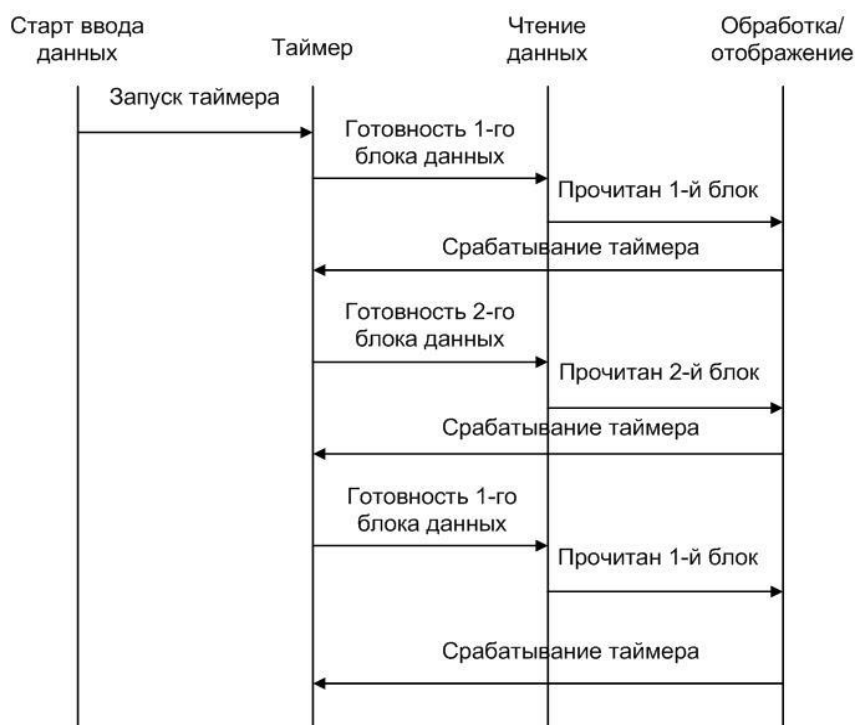 Старт ввода
данных
Таймер
Чтение
данных
Обработка/
отображение
Запуск таймера
Готовность 1-го
блока данных
Прочитан 1-й блок
Срабатывание таймера
Готовность 2-го
блока данных
Прочитан 2-й блок
Срабатывание таймера
Готовность 1-го
блока данных
Прочитан 1-й блок
Срабатывание таймера